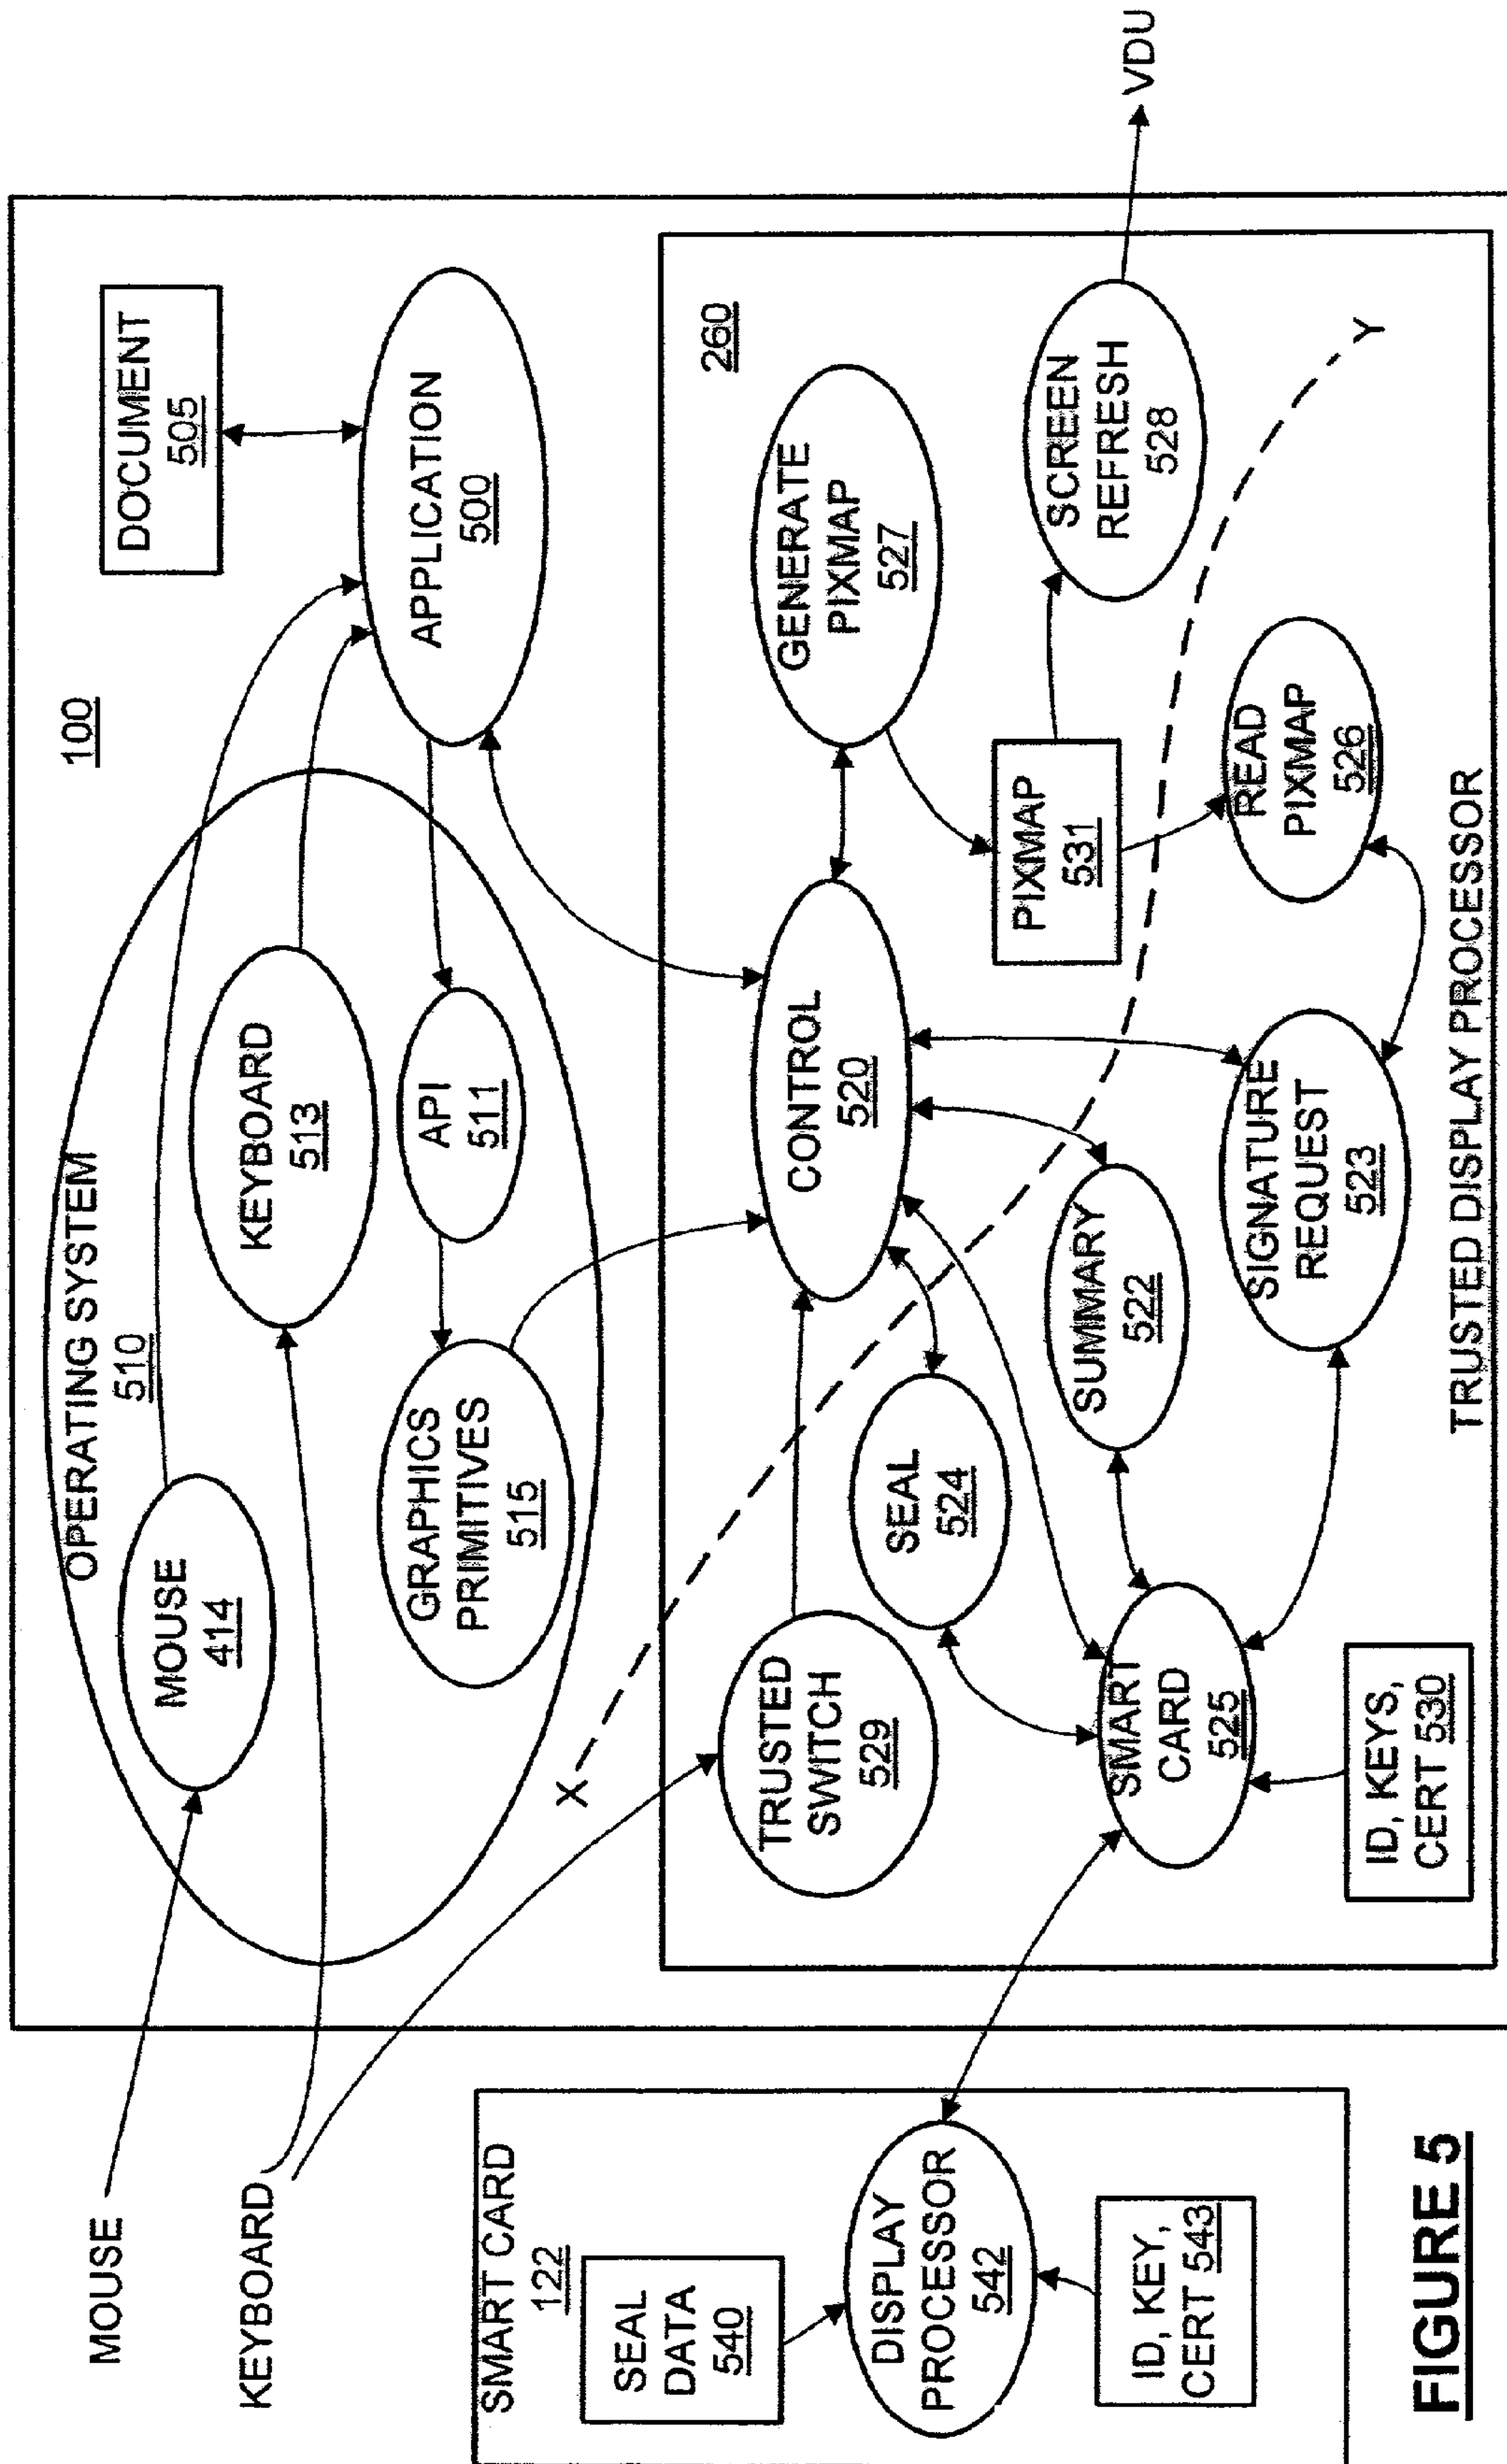 MOUSE
KEYBOARD
SMART CARD
122
SEAL
DATA
540
DISPLAY
PROCESSOR
542
ID, KEY,
CERT 543
100
OPERATING SYSTEM
510
MOUSE
414
KEYBOARD
513
API
511
GRAPHICS
PRIMITIVES
515
DOCUMENT
505
APPLICATION
500
X
260
TRUSTED
SWITCH
529
CONTROL
520
GENERATE
PIXMAP
527
SEAL
524
PIXMAP
531
SCREEN
REFRESH
528
VDU
Y
SMART
CARD
525
SUMMARY
522
SIGNATURE
REQUEST
523
READ
PIXMAP
526
ID, KEYS,
CERT 530
TRUSTED DISPLAY PROCESSOR
FIGURE 5